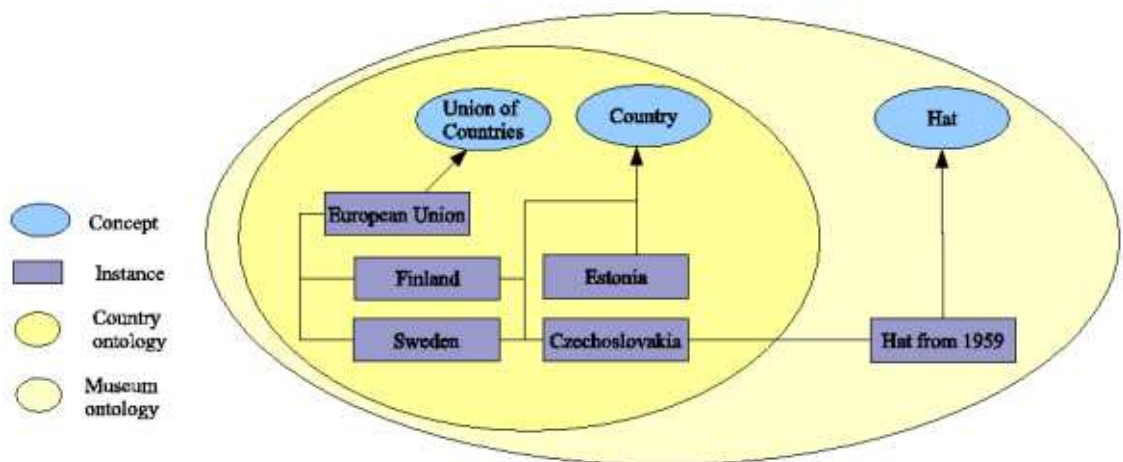 Union of
Countries
Country
Hat
European Union
Finland
Estonia
Sweden
Czechoslovakia
Hat from 1959
Concept
Instance
Country
ontology
Museum
ontology